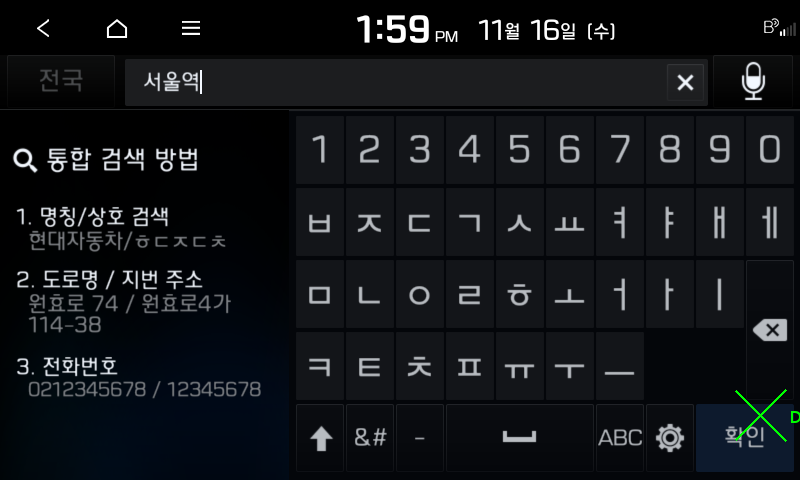 1:59 PM 11월 16일 (수)
전국 서울역
통합 검색 방법
1. 명칭/상호 검색
현대자동차/ㅎㄷㅈㄷㅊ
2. 도로명 / 지번 주소
원효로 74 / 원효로4가
114-38
3. 전화번호
0212345678 / 12345678
1 2 3 4 5 6 7 8 9 0
ㅂ ㅈ ㄷ ㄱ ㅅ ㅛ ㅕ ㅑ ㅐ ㅔ
ㅁ ㄴ ㅇ ㄹ ㅎ ㅗ ㅓ ㅏ ㅣ
ㅋ ㅌ ㅊ ㅍ ㅠ ㅜ ㅡ
&# - ABC 확인 D